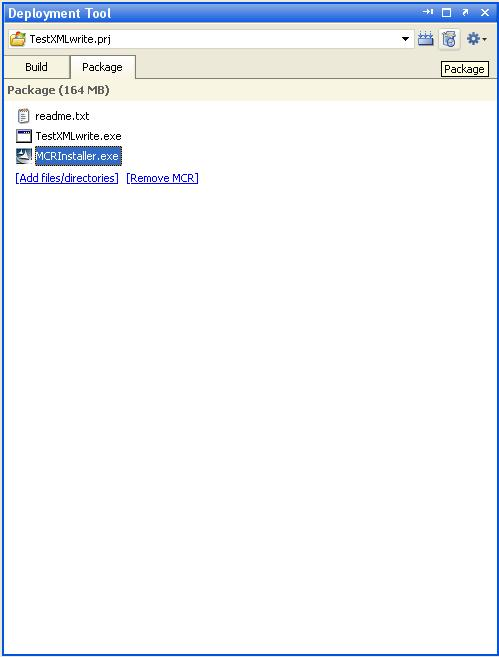 Deployment Tool
TestXMLwrite.prj
Build Package
Package
Package (164 MB)
readme.txt
TestXMLwrite.exe
MCRInstaller.exe
[Add files/directories] [Remove MCR]